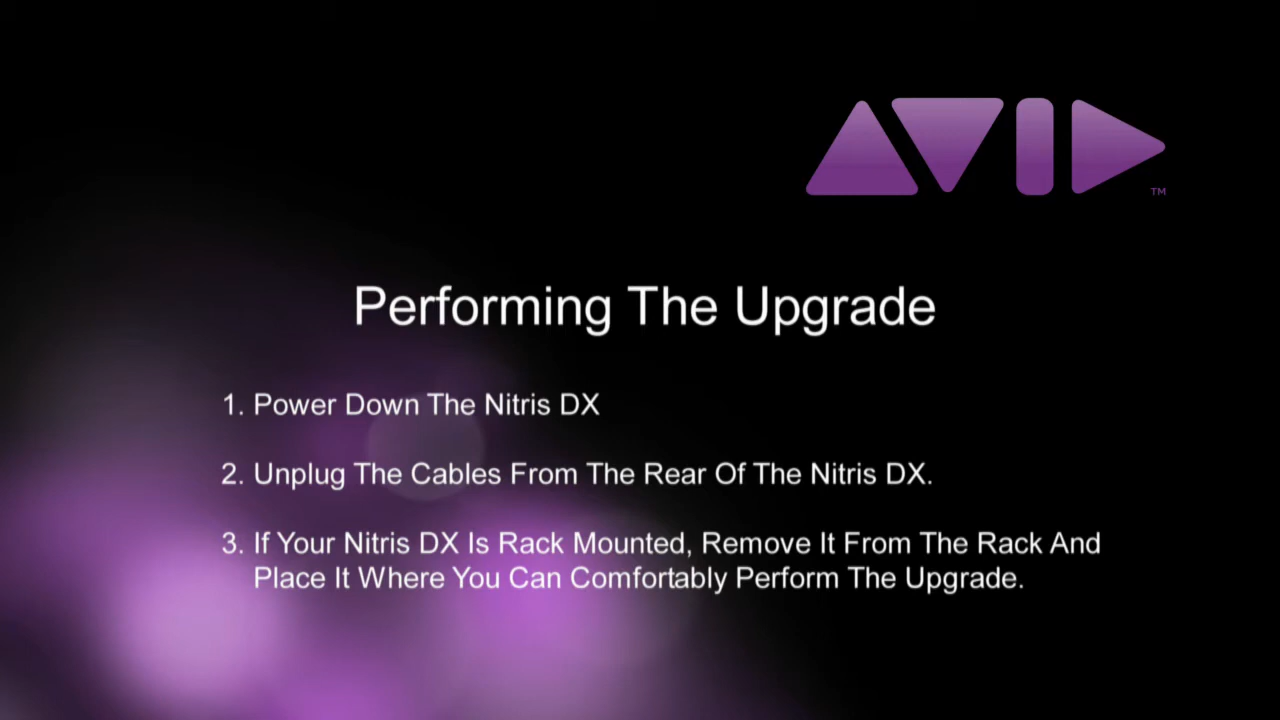 AVID
TM
Performing The Upgrade
1. Power Down The Nitris DX
2. Unplug The Cables From The Rear Of The Nitris DX.
3. If Your Nitris DX Is Rack Mounted, Remove It From The Rack And
Place It Where You Can Comfortably Perform The Upgrade.